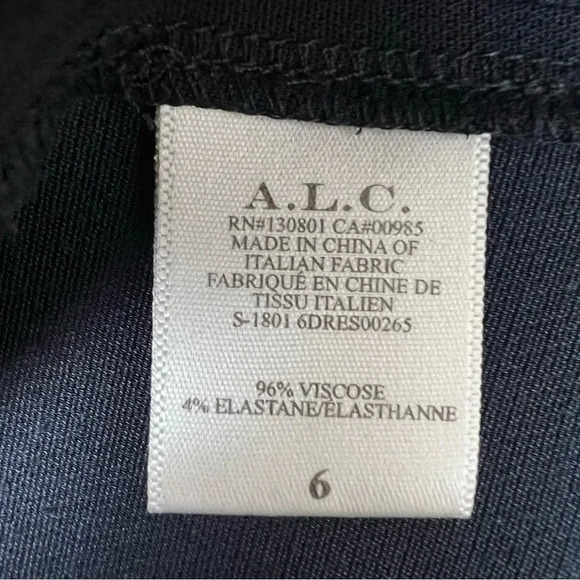 A.L.C.
RN#130801 CA#00985
MADE IN CHINA OF
ITALIAN FABRIC
FABRIQUÉ EN CHINE DE
TISSU ITALIEN
S-1801 6DRES00265
96% VISCOSE
4% ELASTANE/ÉLASTHANNE
6